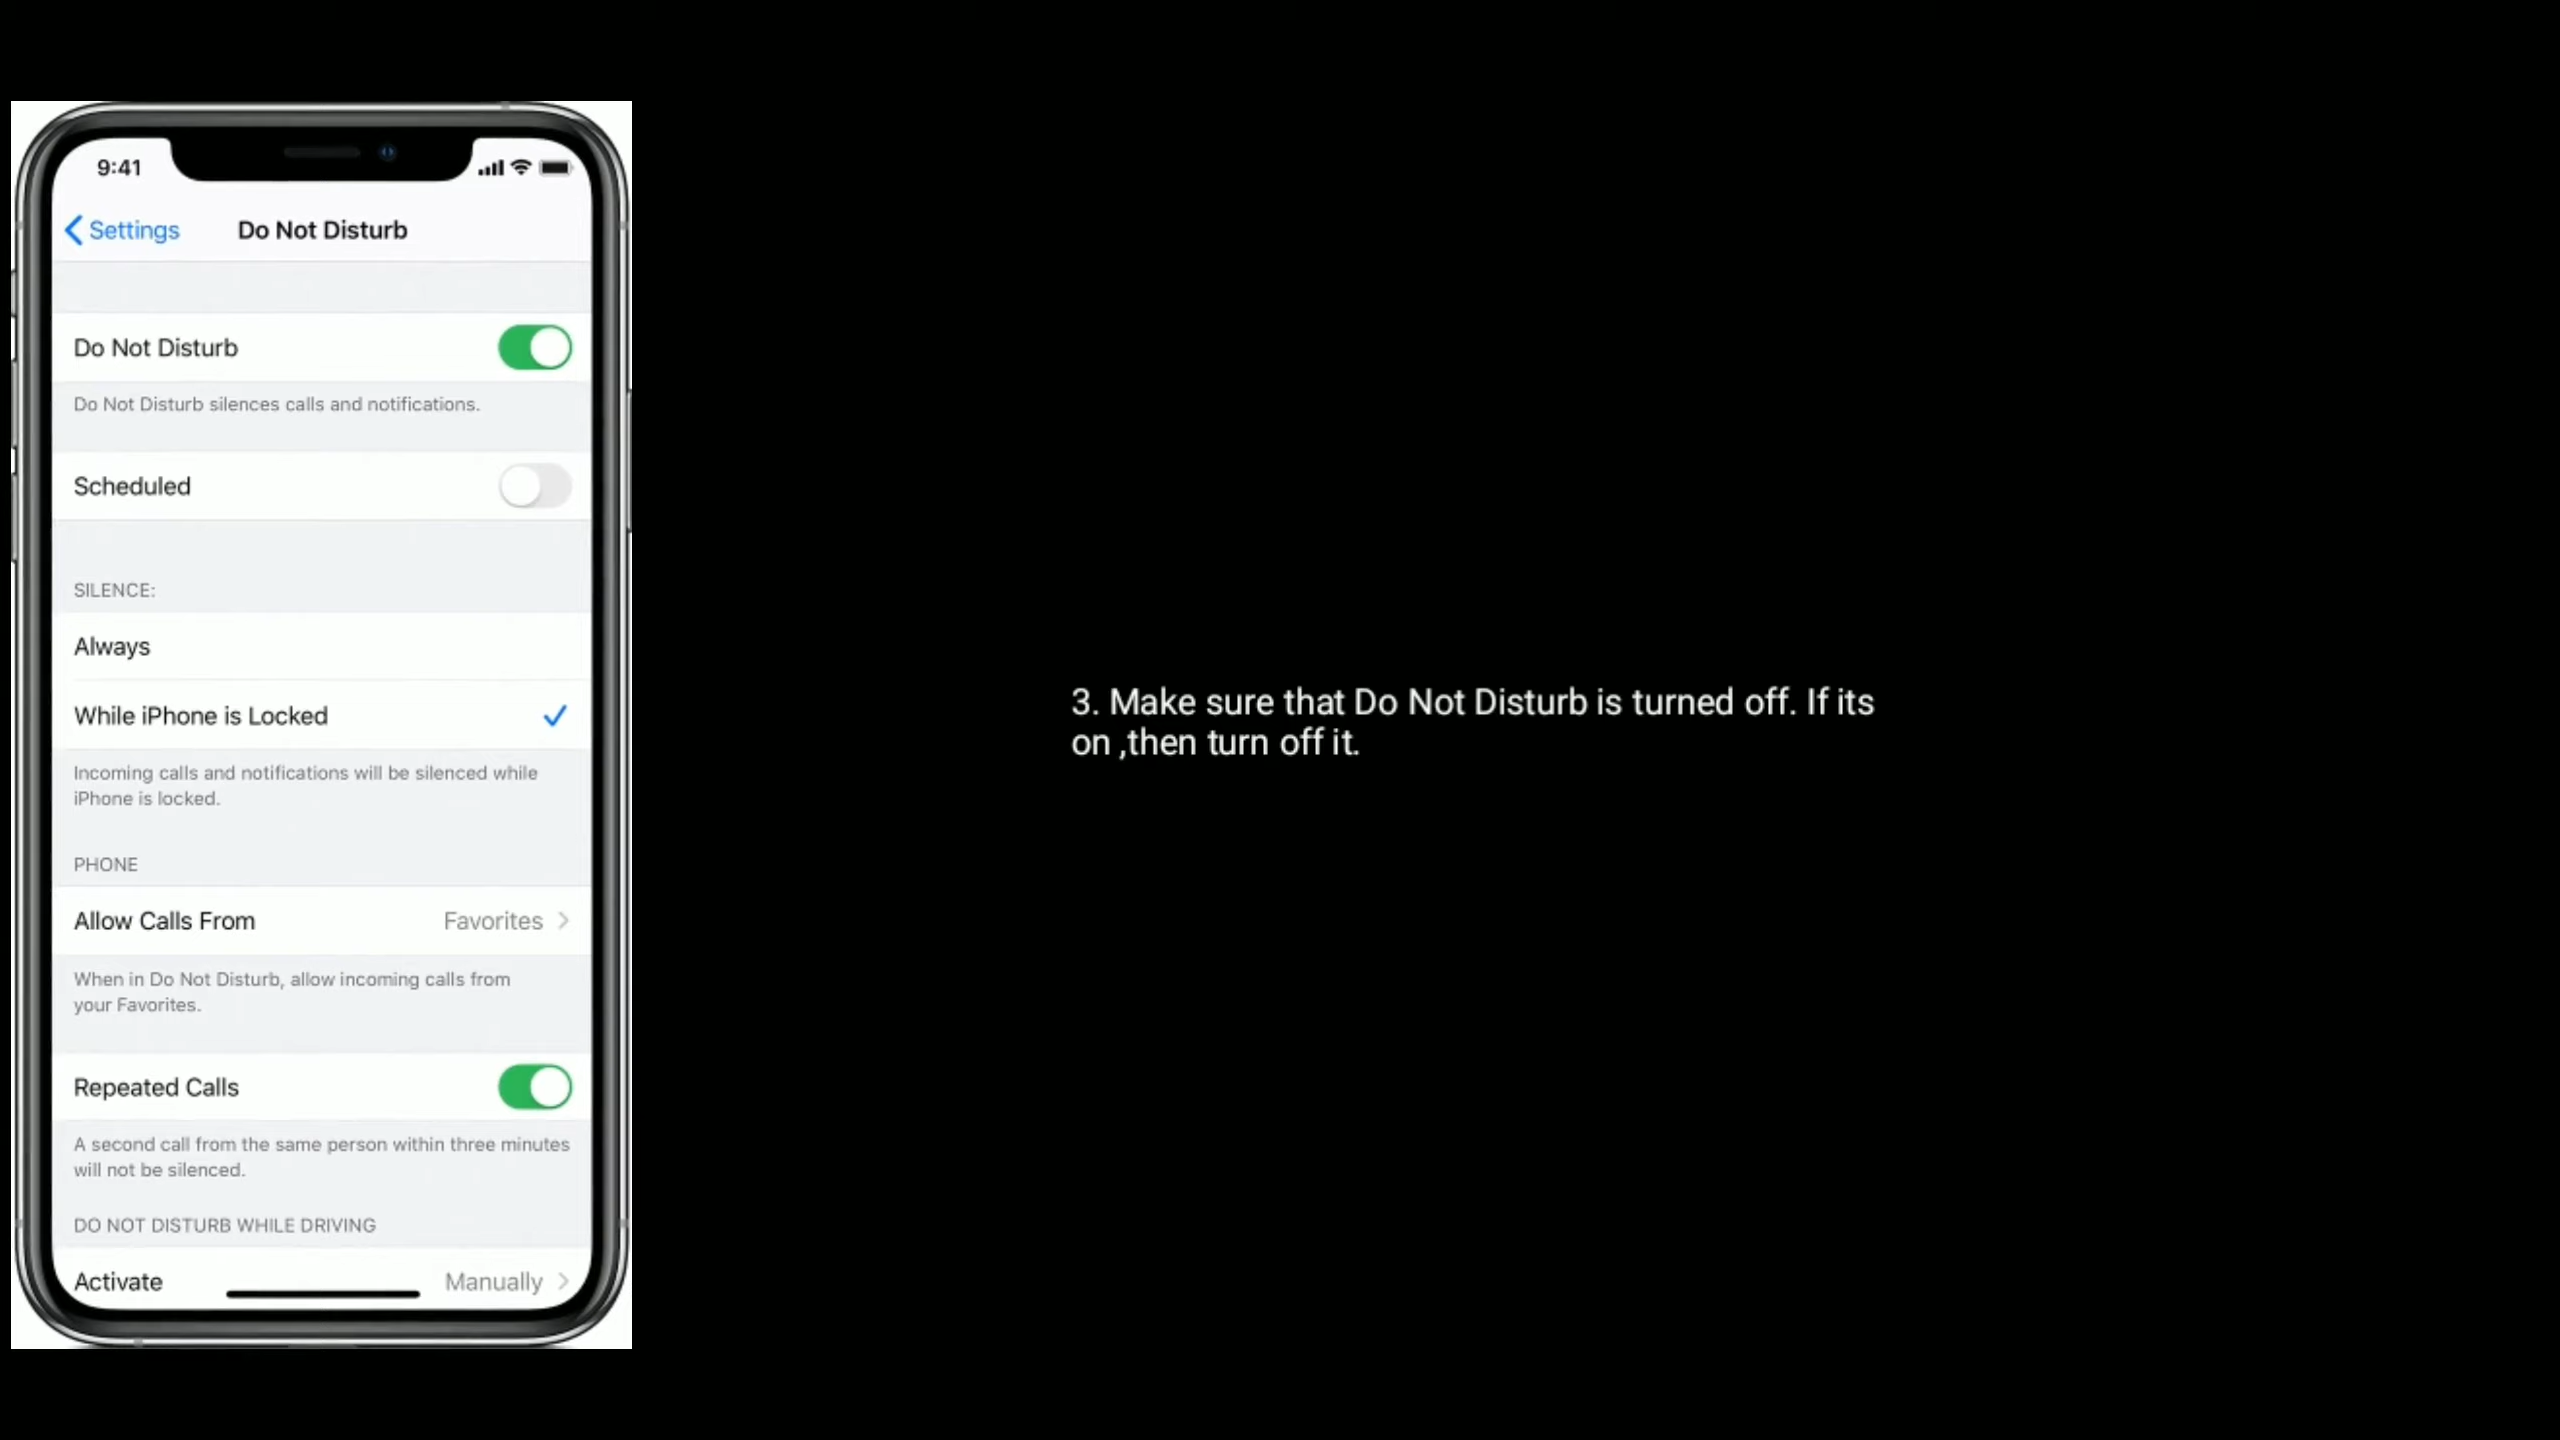 9:41
Settings
Do Not Disturb
Do Not Disturb
Do Not Disturb silences calls and notifications.
Scheduled
SILENCE:
Always
While iPhone is Locked
Incoming calls and notifications will be silenced while
iPhone is locked.
PHONE
Allow Calls From Favorites
When in Do Not Disturb, allow incoming calls from
your Favorites.
Repeated Calls
A second call from the same person within three minutes
will not be silenced.
DO NOT DISTURB WHILE DRIVING
Activate Manually
3. Make sure that Do Not Disturb is turned off. If its
on ,then turn off it.